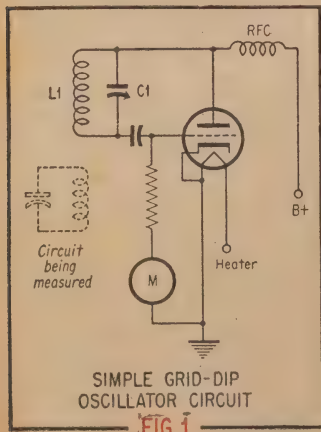 RFC
L1
C1
B+
Circuit
being
measured
Heater
M
SIMPLE GRID-DIP
OSCILLATOR CIRCUIT
FIG 1